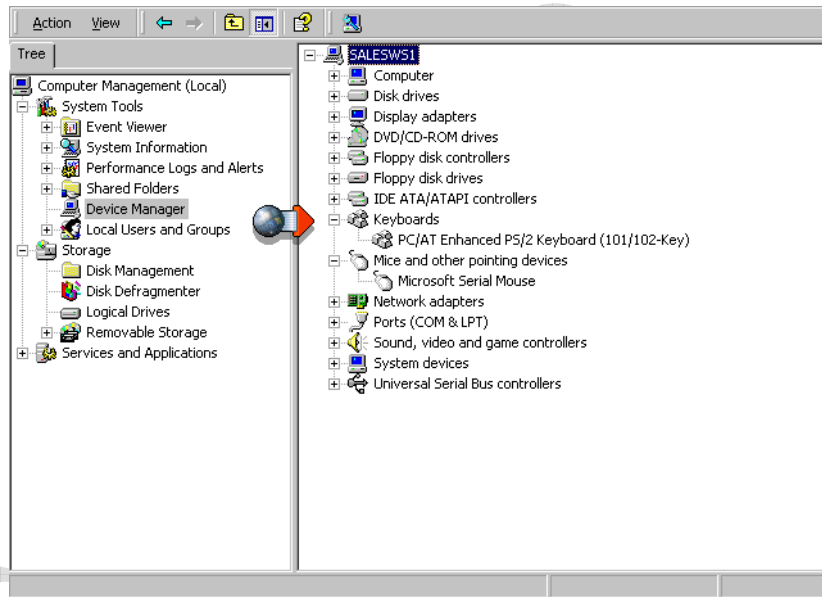 Action View
Tree
Computer Management (Local)
System Tools
Event Viewer
System Information
Performance Logs and Alerts
Shared Folders
Device Manager
Local Users and Groups
Storage
Disk Management
Disk Defragmenter
Logical Drives
Removable Storage
Services and Applications
SALESWS1
Computer
Disk drives
Display adapters
DVD/CD-ROM drives
Floppy disk controllers
Floppy disk drives
IDE ATA/ATAPI controllers
Keyboards
PC/AT Enhanced PS/2 Keyboard (101/102-Key)
Mice and other pointing devices
Microsoft Serial Mouse
Network adapters
Ports (COM & LPT)
Sound, video and game controllers
System devices
Universal Serial Bus controllers